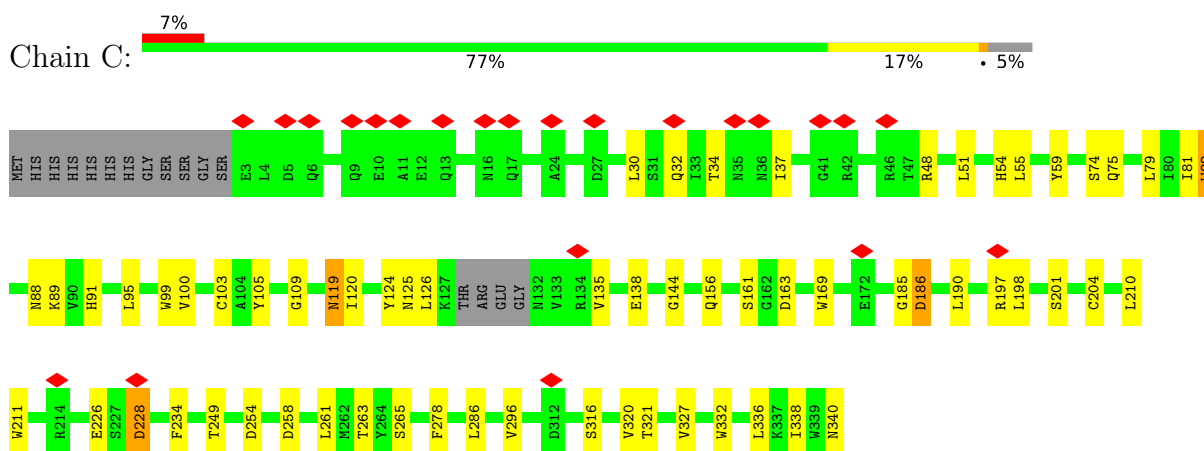 7%
Chain C:
77% 17% • 5%
MET HIS HIS HIS HIS HIS HIS GLY SER SER GLY SER E3 L4 D5 Q6 Q9 E10 A11 E12 Q13 N16 Q17 A24 D27 L30 S31 Q32 I33 T34 N35 N36 I37 G41 R42 R46 T47 R48 L51 H54 L55 Y59 S74 Q75 L79 I80 I81
N88 K89 V90 H91 L95 W99 V100 C103 A104 Y105 G109 N119 I120 Y124 N125 L126 K127 THR ARG GLU GLY N132 V133 R134 V135 E138 G144 Q156 S161 G162 D163 W169 E172 G185 D186 L190 R197 L198 S201 C204 L210
W211 R214 E226 S227 D228 F234 T249 D254 D258 L261 M262 T263 Y264 S265 F278 L286 V296 D312 S316 V320 T321 V327 W332 L336 K337 I338 W339 N340